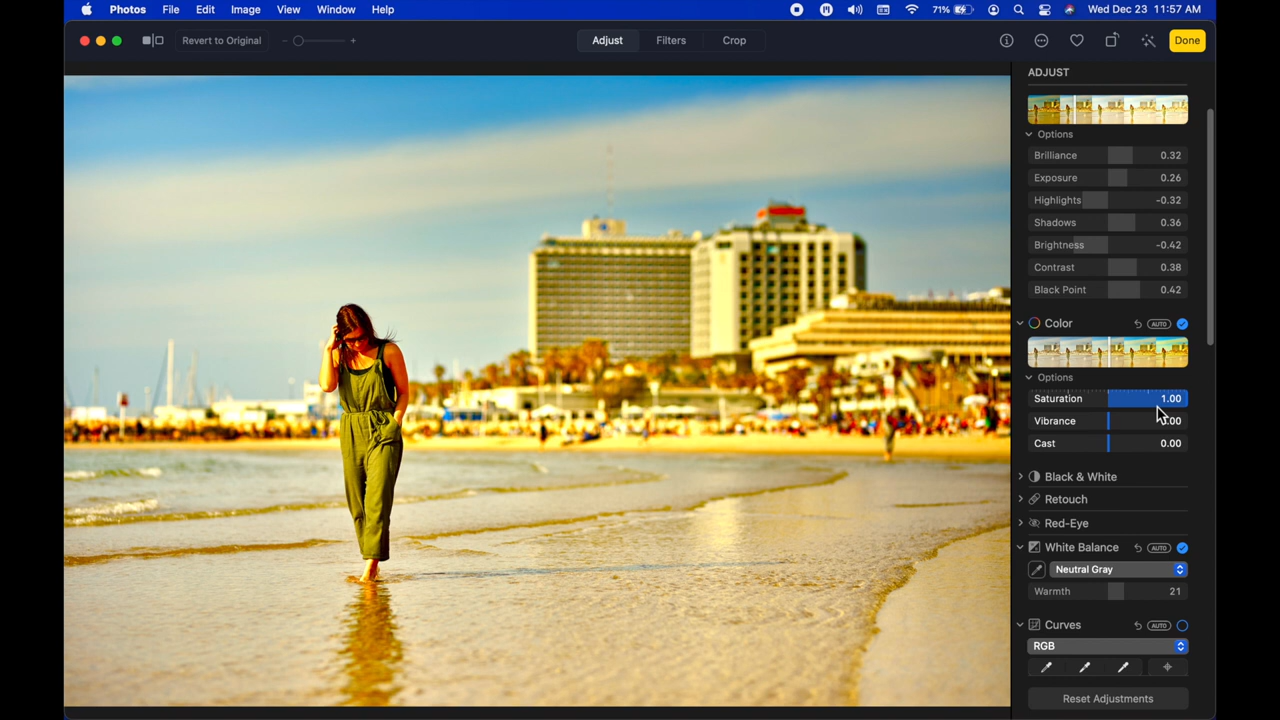 Photos File Edit Image View Window Help 71% Wed Dec 23 11:57 AM
Revert to Original Adjust Filters Crop Done
ADJUST
Options
Brilliance 0.32
Exposure 0.26
Highlights -0.32
Shadows 0.36
Brightness -0.42
Contrast 0.38
Black Point 0.42
Color AUTO
Options
Saturation 1.00
Vibrance
Cast 0.00
Black & White
Retouch
Red-Eye
White Balance AUTO
Neutral Gray
Warmth 21
Curves AUTO
RGB
Reset Adjustments